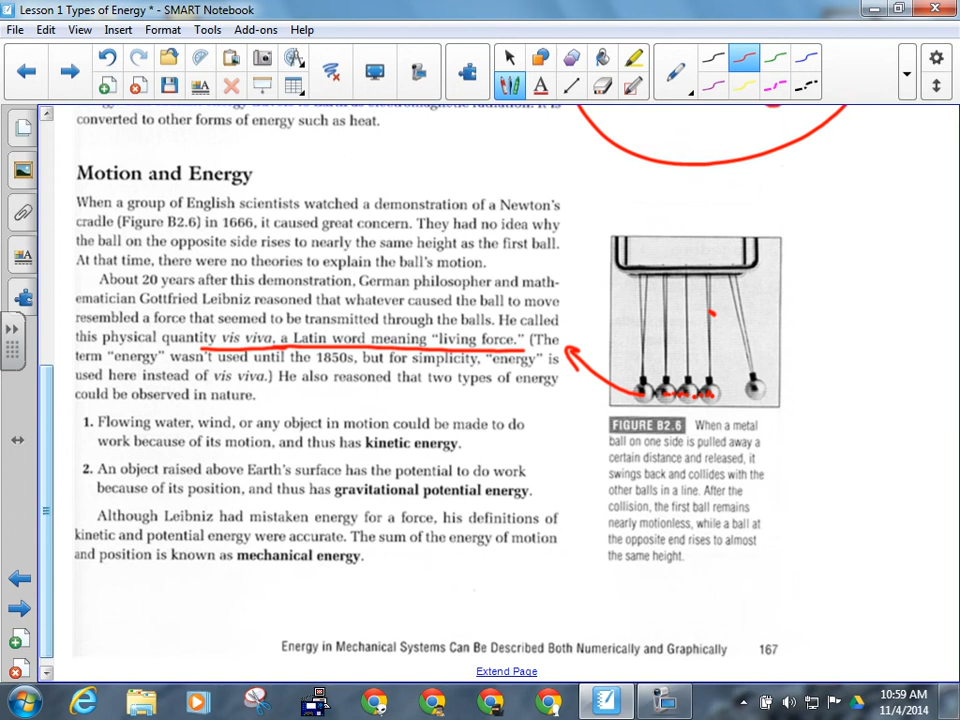 Lesson 1 Types of Energy * - SMART Notebook
File Edit View Insert Format Tools Add-ons Help
converted to other forms of energy such as heat.
Motion and Energy
When a group of English scientists watched a demonstration of a Newton's
cradle (Figure B2.6) in 1666, it caused great concern. They had no idea why
the ball on the opposite side rises to nearly the same height as the first ball.
At that time, there were no theories to explain the ball's motion.
About 20 years after this demonstration, German philosopher and math-
ematician Gottfried Leibniz reasoned that whatever caused the ball to move
resembled a force that seemed to be transmitted through the balls. He called
this physical quantity vis viva, a Latin word meaning "living force." (The
term "energy" wasn't used until the 1850s, but for simplicity, "energy" is
used here instead of vis viva.) He also reasoned that two types of energy
could be observed in nature.
1. Flowing water, wind, or any object in motion could be made to do
work because of its motion, and thus has kinetic energy.
2. An object raised above Earth's surface has the potential to do work
because of its position, and thus has gravitational potential energy.
Although Leibniz had mistaken energy for a force, his definitions of
kinetic and potential energy were accurate. The sum of the energy of motion
and position is known as mechanical energy.
FIGURE B2.6 When a metal
ball on one side is pulled away a
certain distance and released, it
swings back and collides with the
other balls in a line. After the
collision, the first ball remains
nearly motionless, while a ball at
the opposite end rises to almost
the same height.
Energy in Mechanical Systems Can Be Described Both Numerically and Graphically 167
Extend Page
10:59 AM
11/4/2014